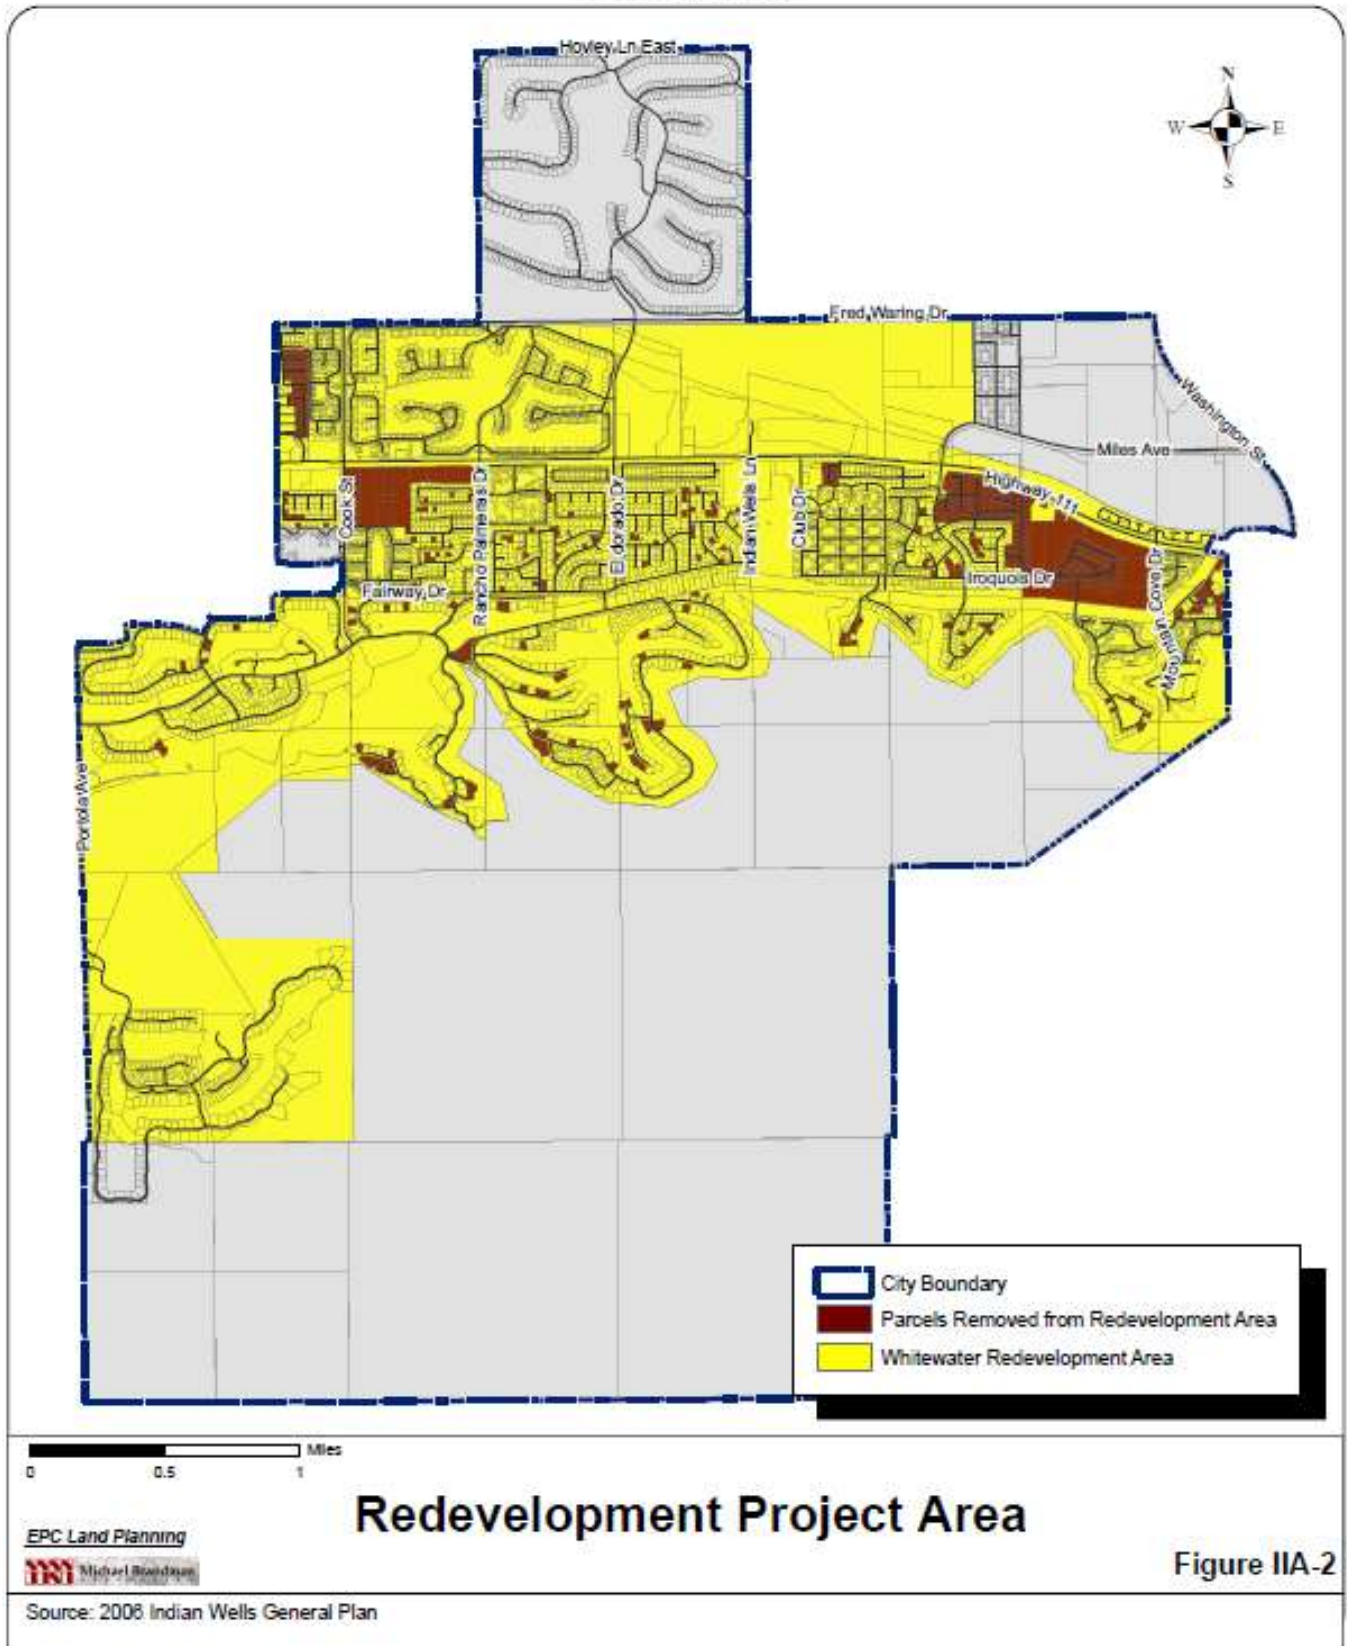 Hovley Ln East
N
W E
S
Fred Waring Dr
Washington St
Miles Ave
Highway 111
Cook St
Rancho Palmeras Dr
Eldorado Dr
Indian Wells Ln
Club Dr
Fairway Dr
Iroquois Dr
Mountain Cove Dr
Portola Ave
City Boundary
Parcels Removed from Redevelopment Area
Whitewater Redevelopment Area
Miles
0 0.5 1
Redevelopment Project Area
EPC Land Planning
Michael Brandman
Figure IIA-2
Source: 2006 Indian Wells General Plan